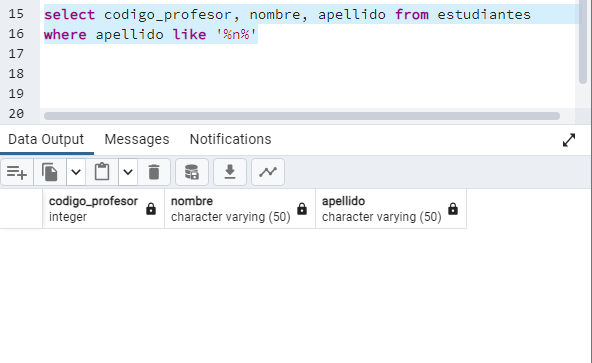 15 select codigo_profesor, nombre, apellido from estudiantes
16 where apellido like '%n%'
17
18
19
20
Data Output Messages Notifications
codigo_profesor nombre apellido
integer character varying (50) character varying (50)